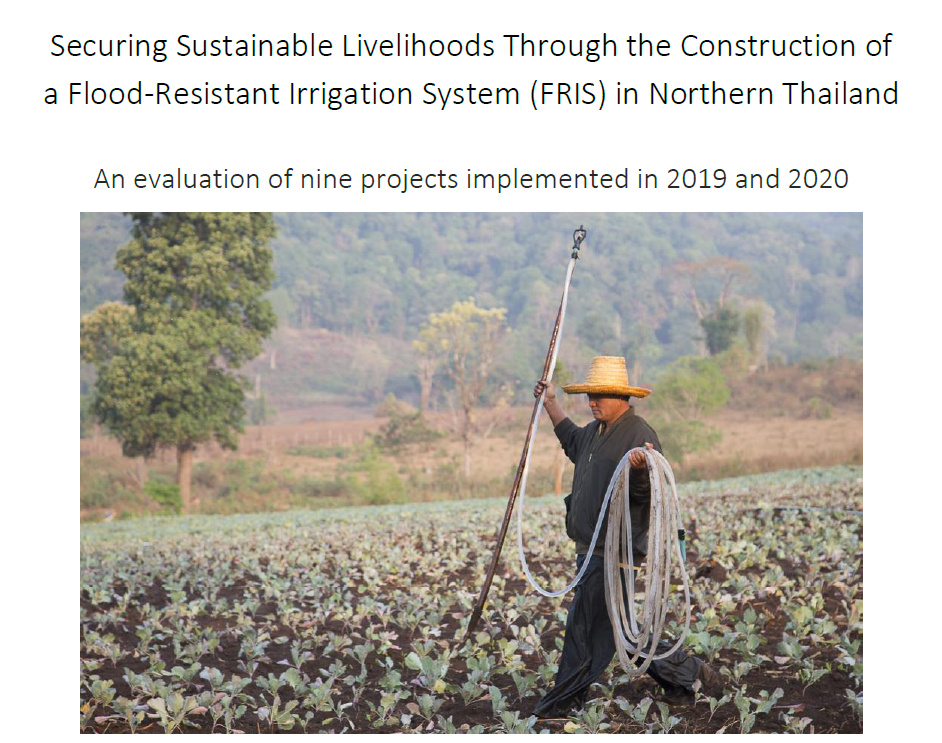 Securing Sustainable Livelihoods Through the Construction of
a Flood-Resistant Irrigation System (FRIS) in Northern Thailand
An evaluation of nine projects implemented in 2019 and 2020